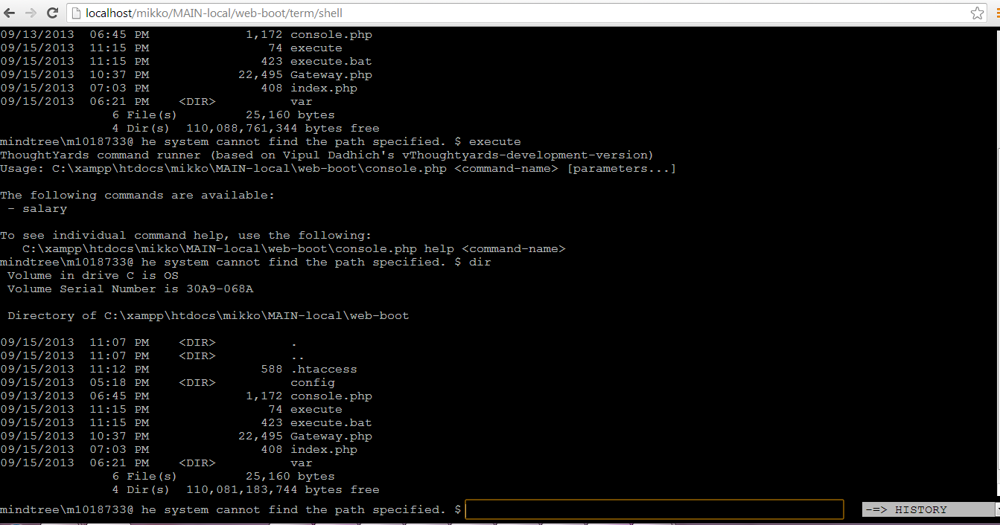 localhost/mikko/MAIN-local/web-boot/term/shell
09/13/2013  06:45 PM             1,172 console.php
09/15/2013  11:15 PM                74 execute
09/15/2013  11:15 PM               423 execute.bat
09/15/2013  10:37 PM            22,495 Gateway.php
09/15/2013  07:03 PM               408 index.php
09/15/2013  06:21 PM    <DIR>          var
               6 File(s)         25,160 bytes
               4 Dir(s)  110,088,761,344 bytes free
mindtree\m1018733@ he system cannot find the path specified. $ execute
ThoughtYards command runner (based on Vipul Dadhich's vThoughtyards-development-version)
Usage: C:\xampp\htdocs\mikko\MAIN-local\web-boot\console.php <command-name> [parameters...]
The following commands are available:
 - salary
To see individual command help, use the following:
   C:\xampp\htdocs\mikko\MAIN-local\web-boot\console.php help <command-name>
mindtree\m1018733@ he system cannot find the path specified. $ dir
 Volume in drive C is OS
 Volume Serial Number is 30A9-068A
 Directory of C:\xampp\htdocs\mikko\MAIN-local\web-boot
09/15/2013  11:07 PM    <DIR>          .
09/15/2013  11:07 PM    <DIR>          ..
09/15/2013  11:12 PM               588 .htaccess
09/15/2013  05:18 PM    <DIR>          config
09/13/2013  06:45 PM             1,172 console.php
09/15/2013  11:15 PM                74 execute
09/15/2013  11:15 PM               423 execute.bat
09/15/2013  10:37 PM            22,495 Gateway.php
09/15/2013  07:03 PM               408 index.php
09/15/2013  06:21 PM    <DIR>          var
               6 File(s)         25,160 bytes
               4 Dir(s)  110,081,183,744 bytes free
mindtree\m1018733@ he system cannot find the path specified. $ -=> HISTORY